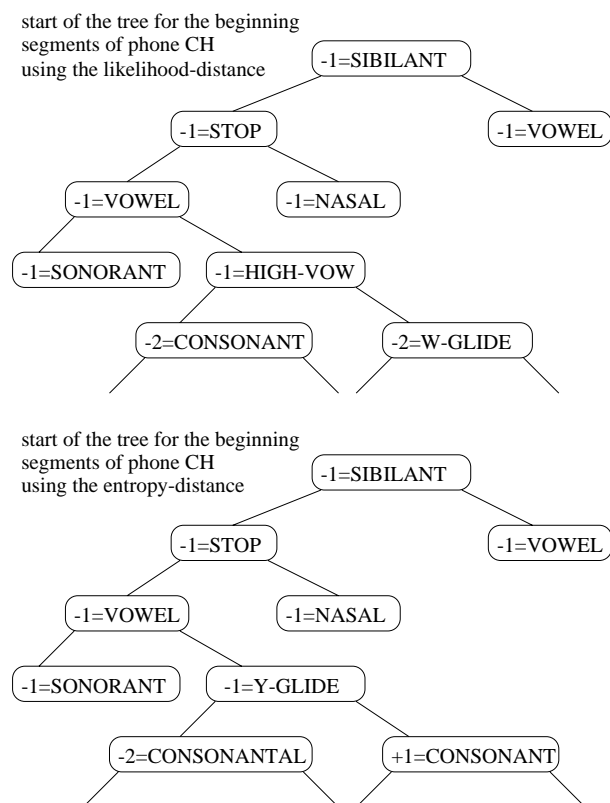 start of the tree for the beginning
segments of phone CH
using the likelihood-distance
-1=SIBILANT
-1=STOP
-1=VOWEL
-1=VOWEL
-1=NASAL
-1=SONORANT
-1=HIGH-VOW
-2=CONSONANT
-2=W-GLIDE
start of the tree for the beginning
segments of phone CH
using the entropy-distance
-1=SIBILANT
-1=STOP
-1=VOWEL
-1=VOWEL
-1=NASAL
-1=SONORANT
-1=Y-GLIDE
-2=CONSONANTAL
+1=CONSONANT